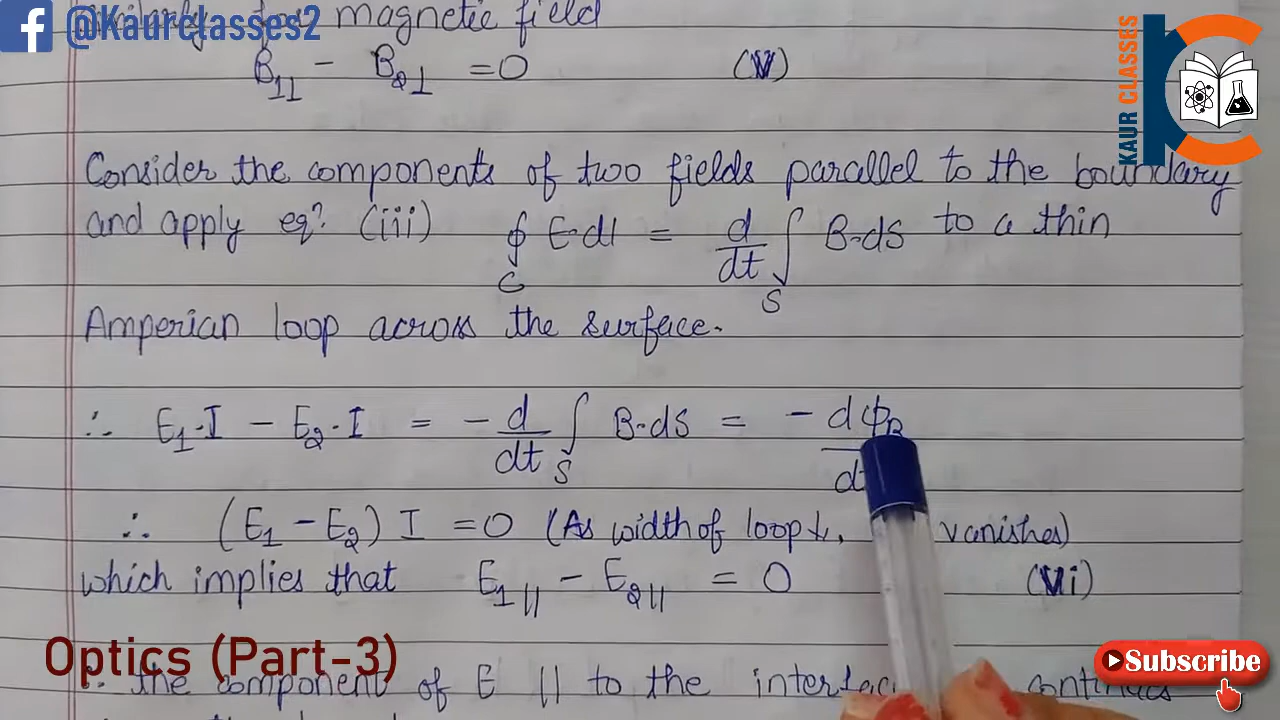 @Kaurclasses2
Similarly for magnetic field
B1⊥ − B2⊥ = 0 (V)
KAUR CLASSES
Consider the components of two fields parallel to the boundary
and apply eqn (iii) ∮C E·dl = d/dt ∫S B·dS to a thin
Amperian loop across the surface.
∴ E1·I − E2·I = −d/dt ∫S B·dS = −dφB/dt
∴ (E1 − E2) I = 0 (As width of loop ↓, vanishes)
which implies that E1|| − E2|| = 0 (Vi)
Optics (Part-3)
∴ the component of E || to the
Subscribe